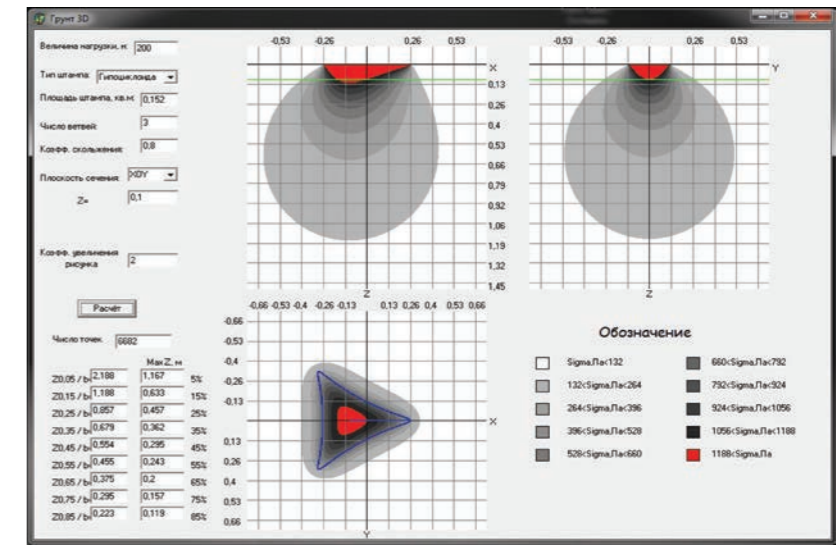 Грунт 3D
Величина нагрузки, н: 200
Тип штампа: Гипоциклоида
Площадь штампа, кв.м: 0,152
Число ветвей: 3
Коэфф. скольжения: 0,8
Плоскость сечения: X0Y
Z= 0,1
Коэфф. увеличения
рисунка 2
Расчёт
Число точек: 6682
Max Z, м
Z0,05 / b= 2,188 1,167 5%
Z0,15 / b= 1,188 0,633 15%
Z0,25 / b= 0,857 0,457 25%
Z0,35 / b= 0,679 0,362 35%
Z0,45 / b= 0,554 0,295 45%
Z0,55 / b= 0,455 0,243 55%
Z0,65 / b= 0,375 0,2 65%
Z0,75 / b= 0,295 0,157 75%
Z0,85 / b= 0,223 0,119 85%
-0,53 -0,26 0,26 0,53
X
0,13
0,26
0,4
0,53
0,66
0,79
0,92
1,06
1,19
1,32
1,45
Z
-0,53 -0,26 0,26 0,53
Y
Z
-0,66 -0,53 -0,4 -0,26 -0,13 0,13 0,26 0,4 0,53 0,66
-0,66
-0,53
-0,4
-0,26
-0,13
X
0,13
0,26
0,4
0,53
0,66
Y
Обозначение
Sigma,Па<132
132<Sigma,Па<264
264<Sigma,Па<396
396<Sigma,Па<528
528<Sigma,Па<660
660<Sigma,Па<792
792<Sigma,Па<924
924<Sigma,Па<1056
1056<Sigma,Па<1188
1188<Sigma,Па